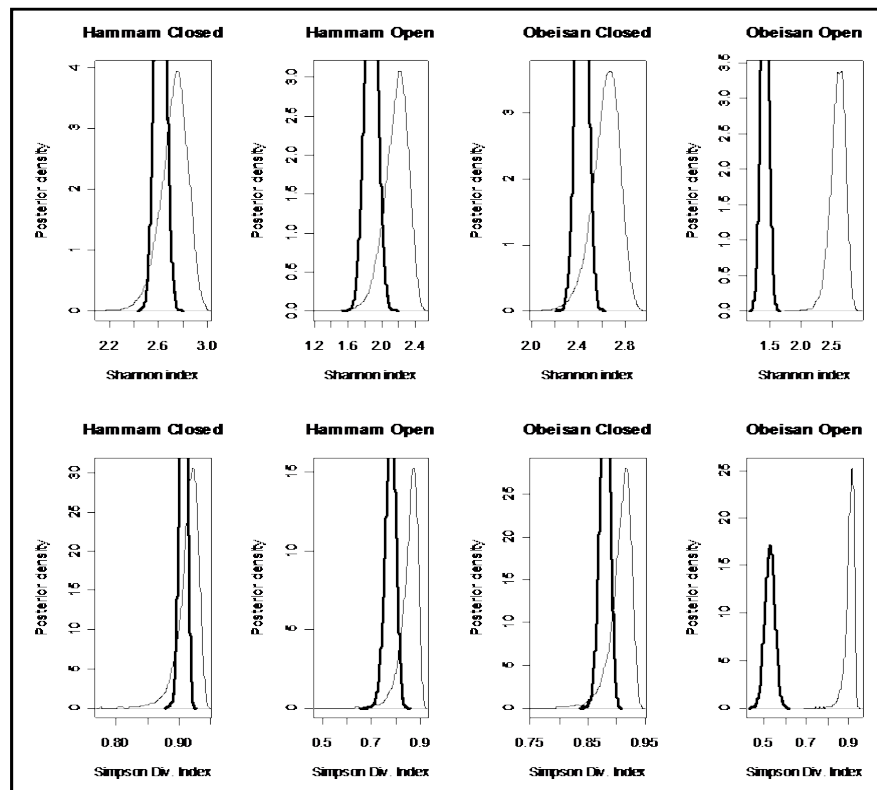 Hammam Closed Hammam Open Obeisan Closed Obeisan Open
Posterior density
0 1 2 3 4
2.2 2.6 3.0
Shannon index
Posterior density
0.0 0.5 1.0 1.5 2.0 2.5 3.0
1.2 1.6 2.0 2.4
Shannon index
Posterior density
0 1 2 3
2.0 2.4 2.8
Shannon index
Posterior density
0.0 0.5 1.0 1.5 2.0 2.5 3.0 3.5
1.5 2.0 2.5
Shannon index
Hammam Closed Hammam Open Obeisan Closed Obeisan Open
Posterior density
0 5 10 15 20 25 30
0.80 0.90
Simpson Div. Index
Posterior density
0 5 10 15
0.5 0.7 0.9
Simpson Div. Index
Posterior density
0 5 10 15 20 25
0.75 0.85 0.95
Simpson Div. Index
Posterior density
0 5 10 15 20 25
0.5 0.7 0.9
Simpson Div. Index